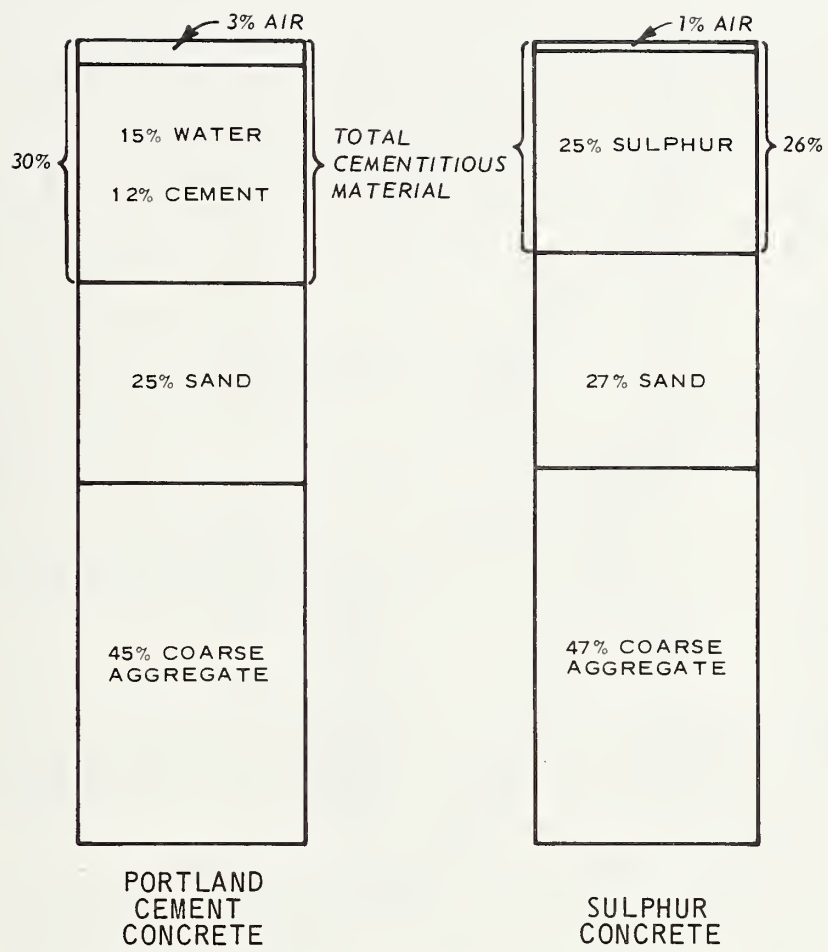 3% AIR
30%
15% WATER
12% CEMENT
25% SAND
45% COARSE
AGGREGATE
PORTLAND
CEMENT
CONCRETE
TOTAL
CEMENTITIOUS
MATERIAL
1% AIR
25% SULPHUR
26%
27% SAND
47% COARSE
AGGREGATE
SULPHUR
CONCRETE